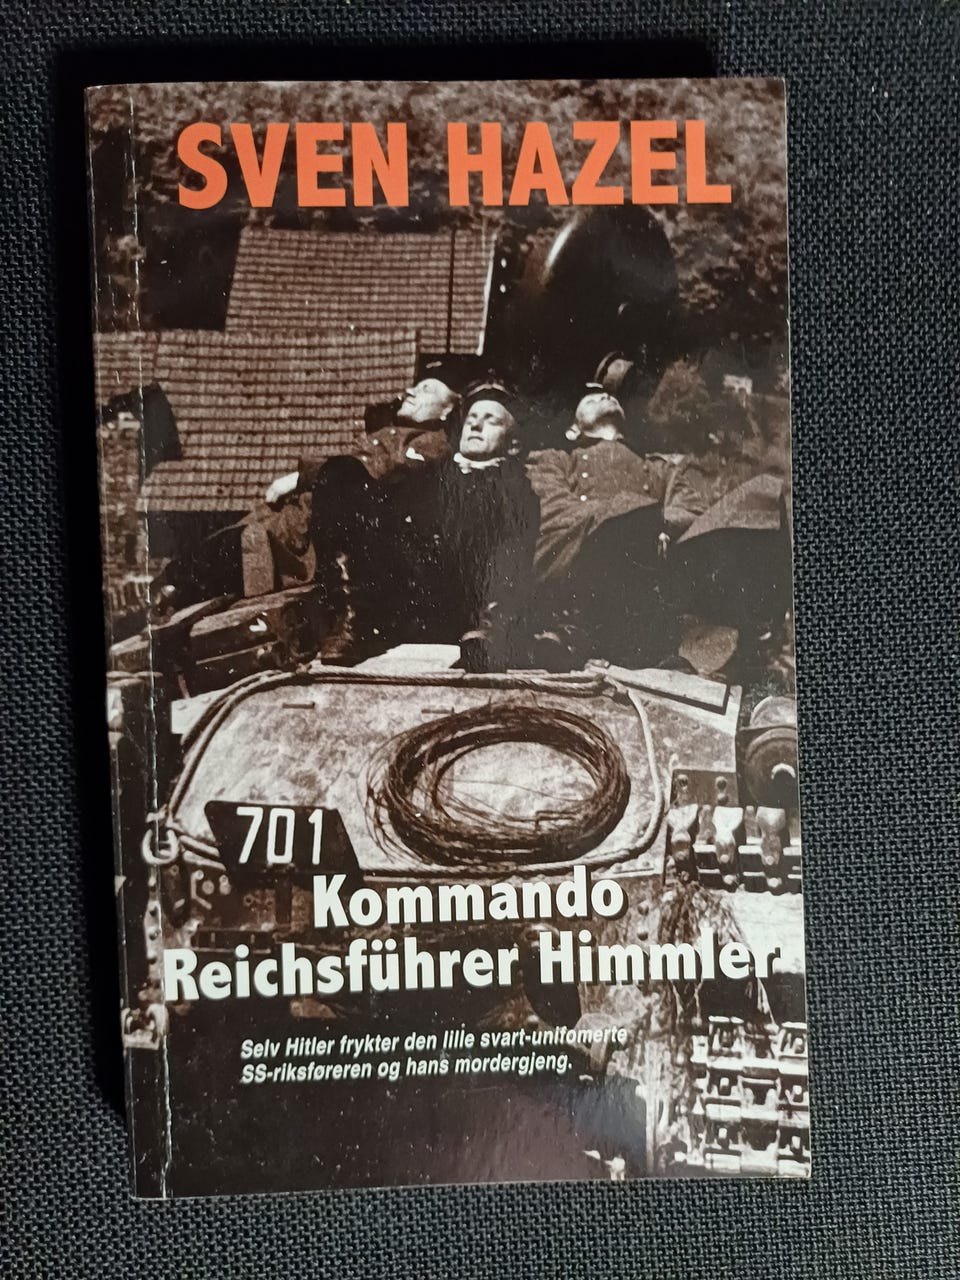 SVEN HAZEL
701
Kommando
Reichsführer Himmler
Selv Hitler frykter den lille svart-unifomerte
SS-riksføreren og hans mordergjeng.